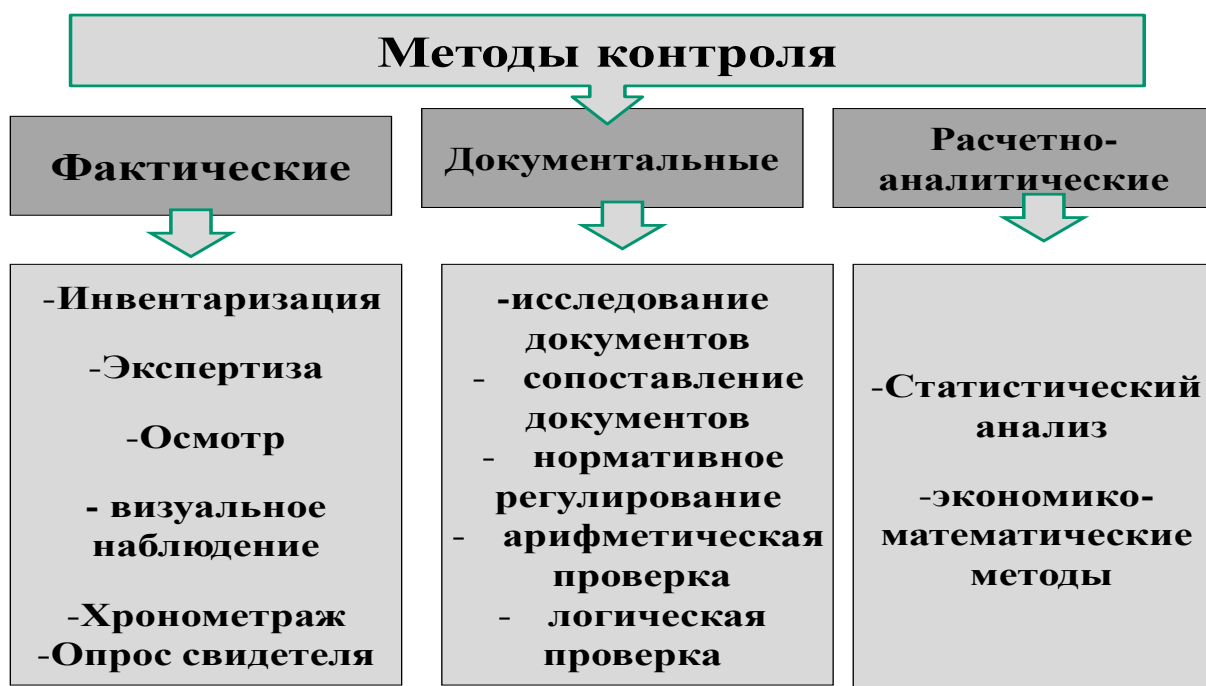 Методы контроля
Фактические
Документальные
Расчетно-
аналитические
-Инвентаризация
-Экспертиза
-Осмотр
- визуальное
наблюдение
-Хронометраж
-Опрос свидетеля
-исследование
документов
- сопоставление
документов
- нормативное
регулирование
- арифметическая
проверка
- логическая
проверка
-Статистический
анализ
-экономико-
математические
методы